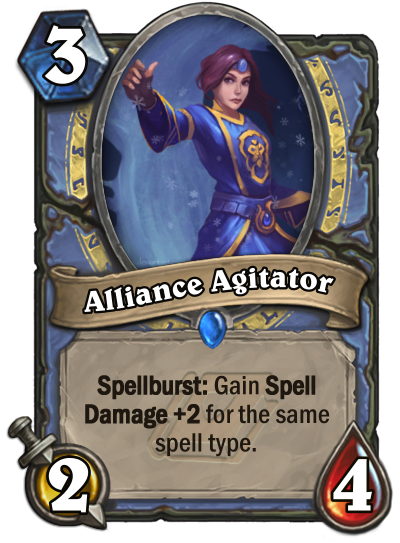 3
Alliance Agitator
Spellburst: Gain Spell
Damage +2 for the same
spell type.
2
4